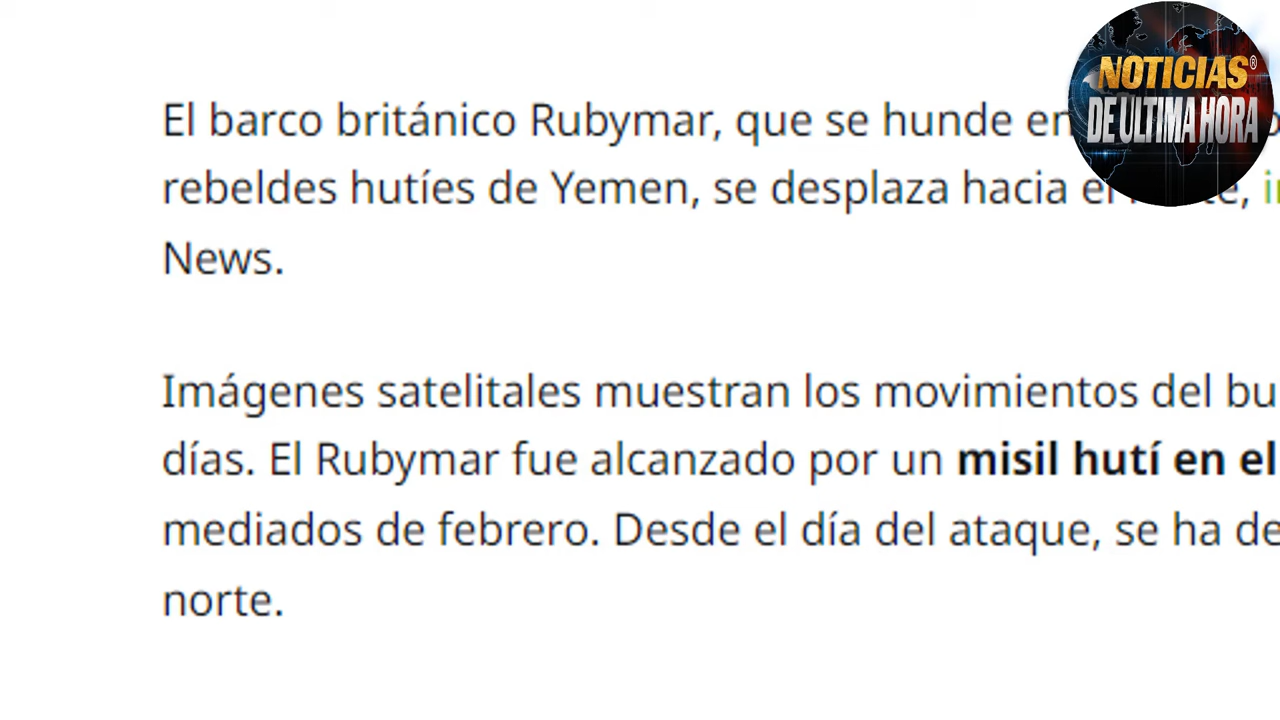 El barco británico Rubymar, que se hunde en
rebeldes hutíes de Yemen, se desplaza hacia el
News.
Imágenes satelitales muestran los movimientos del bu
días. El Rubymar fue alcanzado por un misil hutí en el
mediados de febrero. Desde el día del ataque, se ha de
norte.
NOTICIAS®
DE ULTIMA HORA